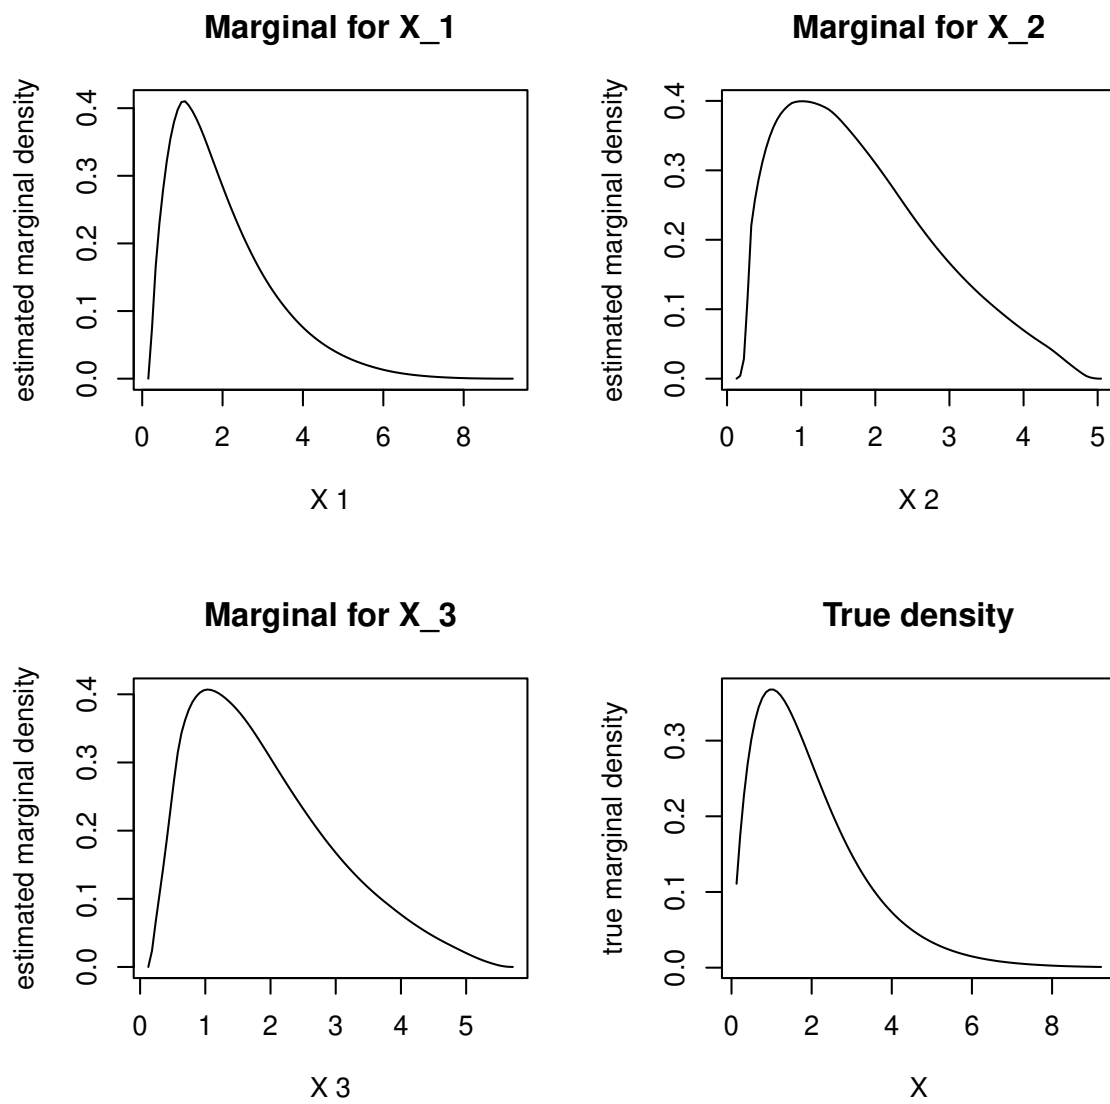 Marginal for X_1
estimated marginal density
0.0 0.1 0.2 0.3 0.4
0 2 4 6 8
X 1
Marginal for X_2
estimated marginal density
0.0 0.1 0.2 0.3 0.4
0 1 2 3 4 5
X 2
Marginal for X_3
estimated marginal density
0.0 0.1 0.2 0.3 0.4
0 1 2 3 4 5
X 3
True density
true marginal density
0.0 0.1 0.2 0.3
0 2 4 6 8
X